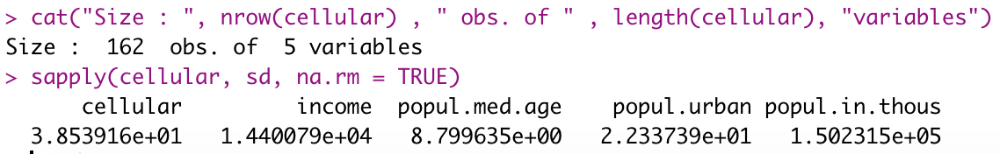 > cat("Size : ", nrow(cellular) , " obs. of " , length(cellular), "variables")
Size :  162  obs. of  5 variables
> sapply(cellular, sd, na.rm = TRUE)
cellular income popul.med.age popul.urban popul.in.thous
3.853916e+01 1.440079e+04 8.799635e+00 2.233739e+01 1.502315e+05